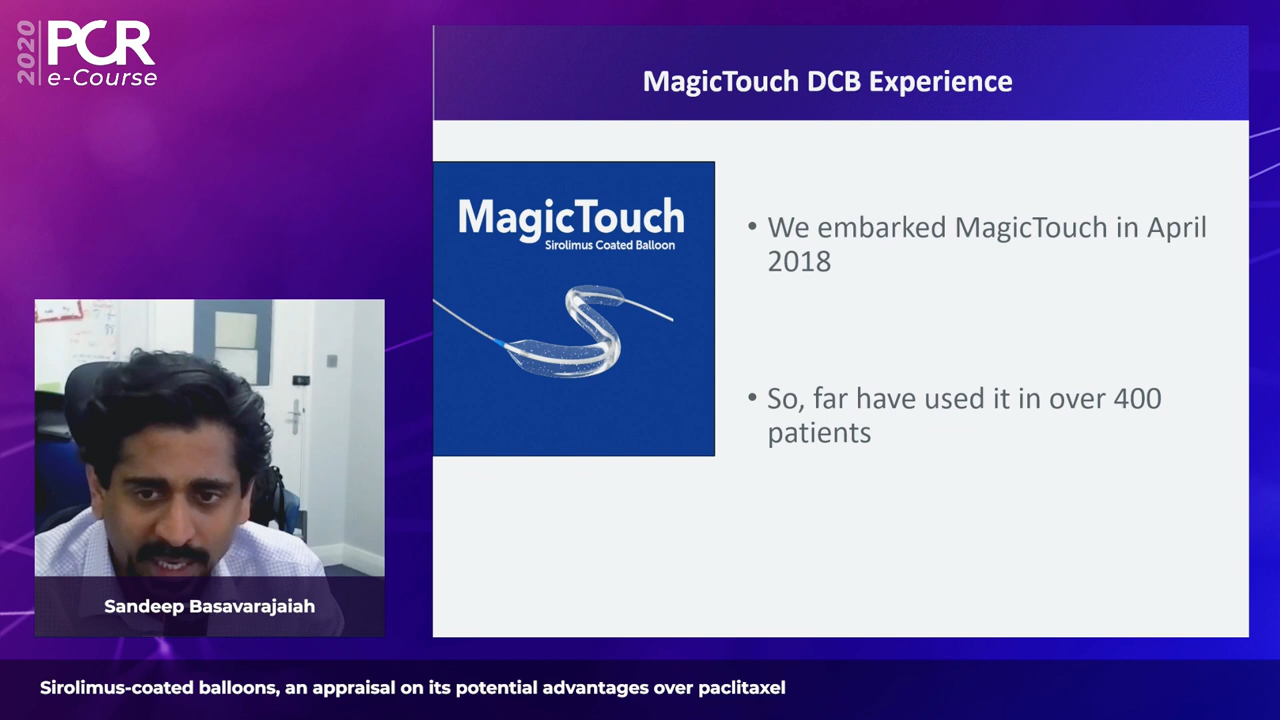 2020
PCR
e-Course
MagicTouch DCB Experience
MagicTouch
Sirolimus Coated Balloon
• We embarked MagicTouch in April
2018
• So, far have used it in over 400
patients
Sandeep Basavarajaiah
Sirolimus-coated balloons, an appraisal on its potential advantages over paclitaxel